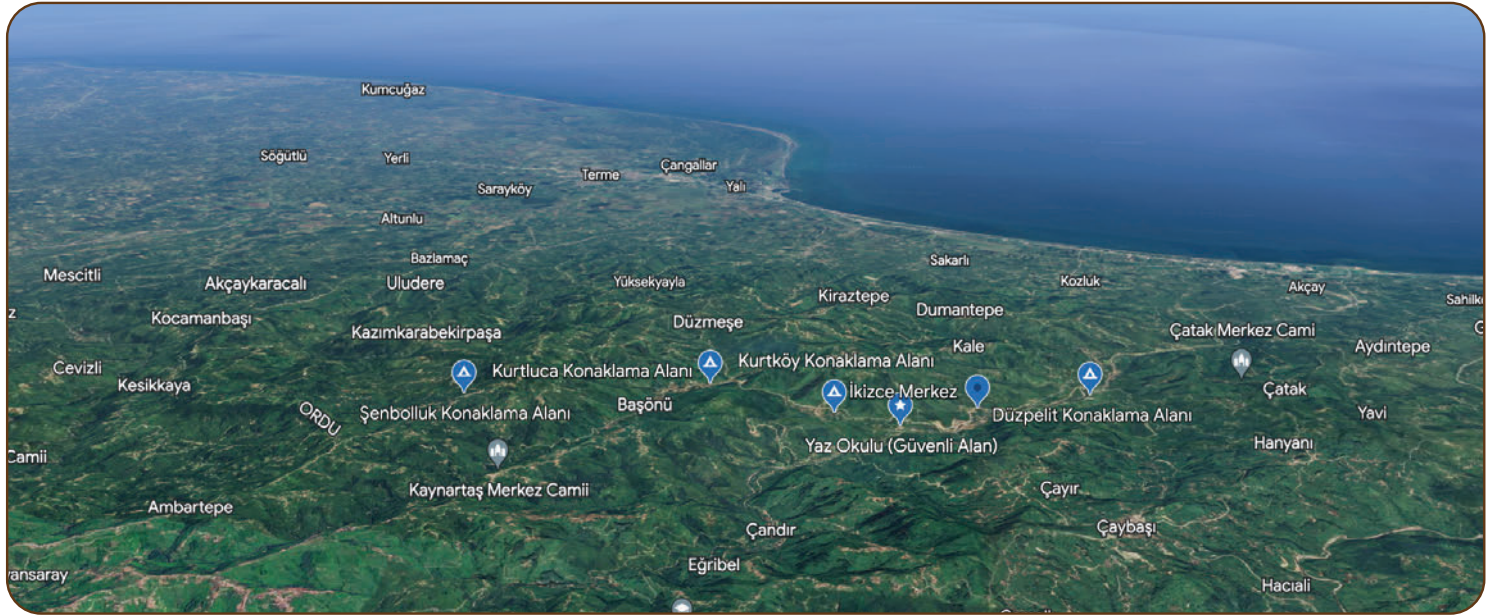 Kumcuğaz
Söğütlü
Yerli
Çangallar
Terme
Yalı
Sarayköy
Altunlu
Bazlamaç
Sakarlı
Mescitli
Akçaykaracalı
Uludere
Yüksekyayla
Kozluk
Akçay
Kiraztepe
Dumantepe
Kocamanbaşı
Düzmeşe
Kazımkarabekirpaşa
Çatak Merkez Cami
Kale
Aydıntepe
Cevizli
Kurtluca Konaklama Alanı
Kurtköy Konaklama Alanı
Kesikkaya
İkizce Merkez
Çatak
Başönü
Şenbolluk Konaklama Alanı
Düzpelit Konaklama Alanı
Yavi
ORDU
Yaz Okulu (Güvenli Alan)
Hanyanı
Camii
Kaynartaş Merkez Camii
Çayır
Ambartepe
Çandır
Çaybaşı
Eğribel
Hacıali